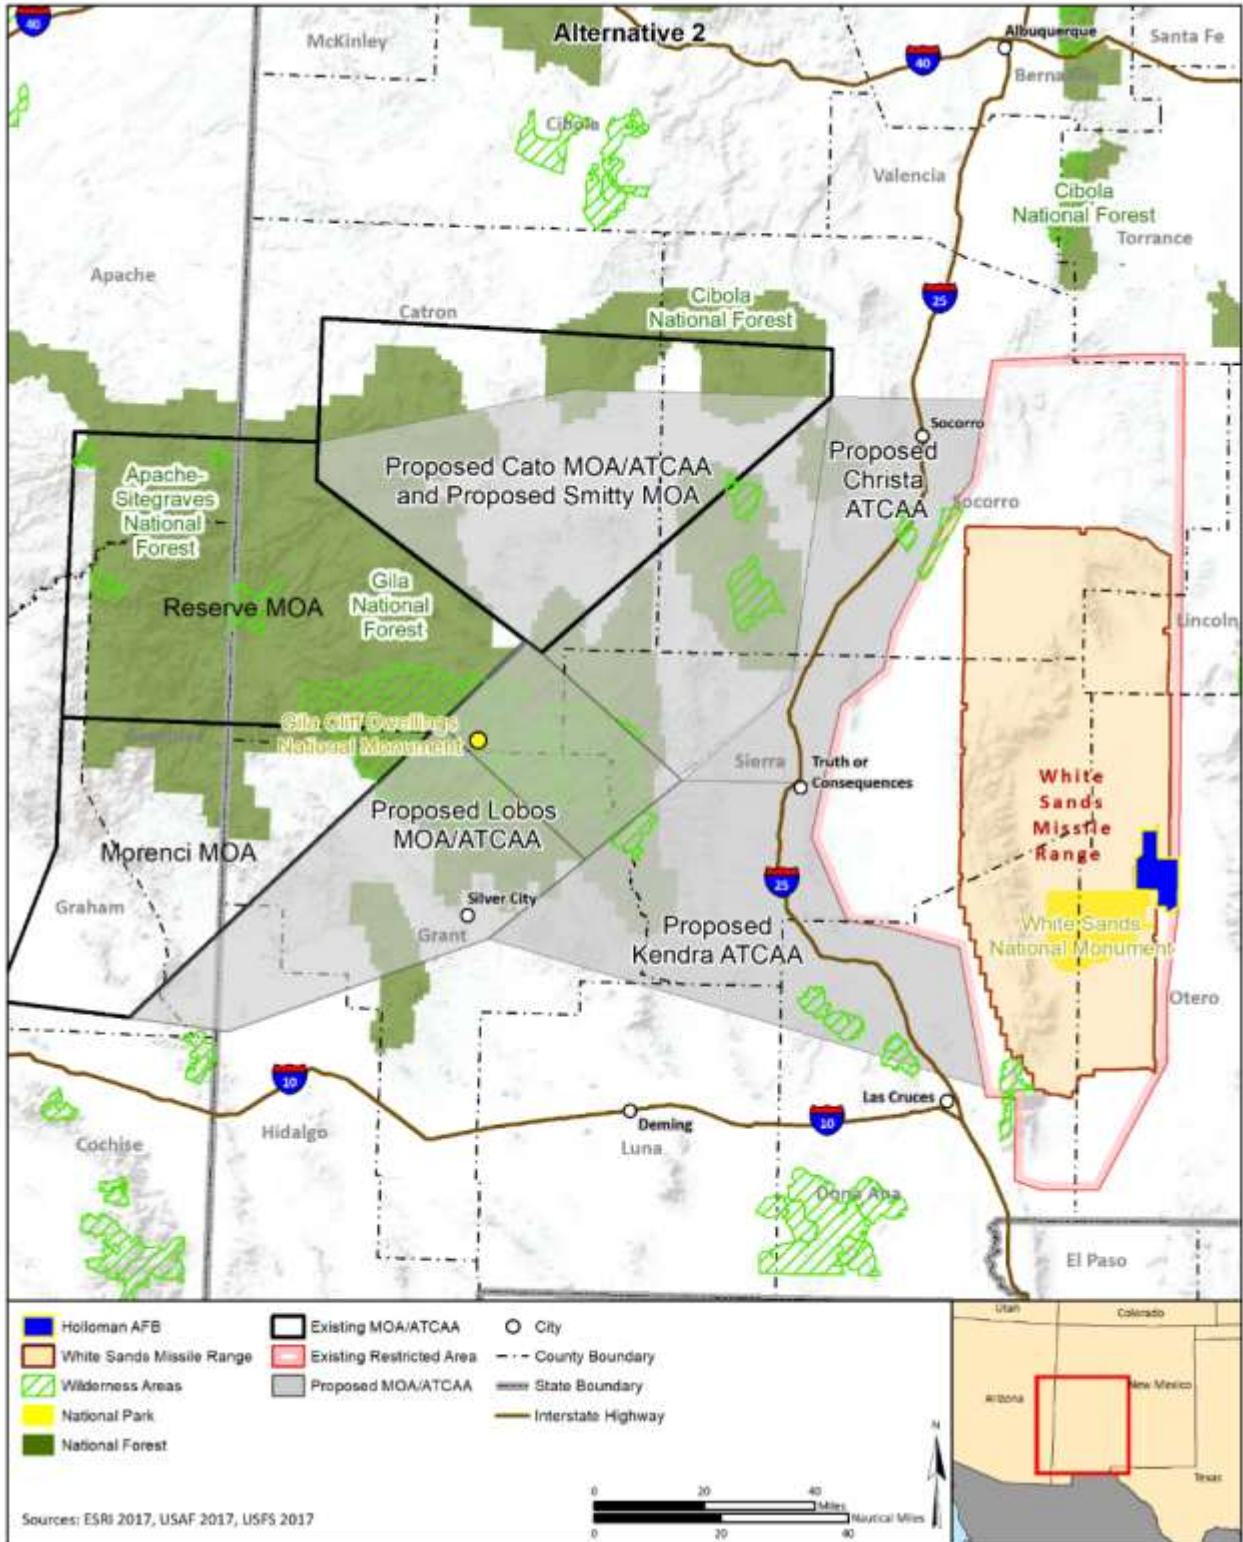 Alternative 2
40
McKinley
40
Albuquerque
Santa Fe
Cibola
Valencia
Cibola
National Forest
Torrance
Apache
Catron
Cibola
National Forest
25
Socorro
Proposed Cato MOA/ATCAA
and Proposed Smitty MOA
Proposed
Christa
ATCAA
Apache-
Sitegraves
National
Forest
Socorro
Reserve MOA
Gila
National
Forest
Lincoln
Gila Cliff Dwellings
National Monument
Sierra
Truth or
Consequences
White
Sands
Missile
Range
Proposed Lobos
MOA/ATCAA
Morenci MOA
25
Graham
Silver City
Grant
Proposed
Kendra ATCAA
White Sands
National Monument
Otero
10
Las Cruces
Deming
10
Cochise
Hidalgo
Luna
Dona Ana
El Paso
Holloman AFB
White Sands Missile Range
Wilderness Areas
National Park
National Forest
Existing MOA/ATCAA
Existing Restricted Area
Proposed MOA/ATCAA
City
County Boundary
State Boundary
Interstate Highway
Utah
Colorado
Arizona
New Mexico
Texas
N
0 20 40
Miles
Nautical Miles
0 20 40
Sources: ESRI 2017, USAF 2017, USFS 2017